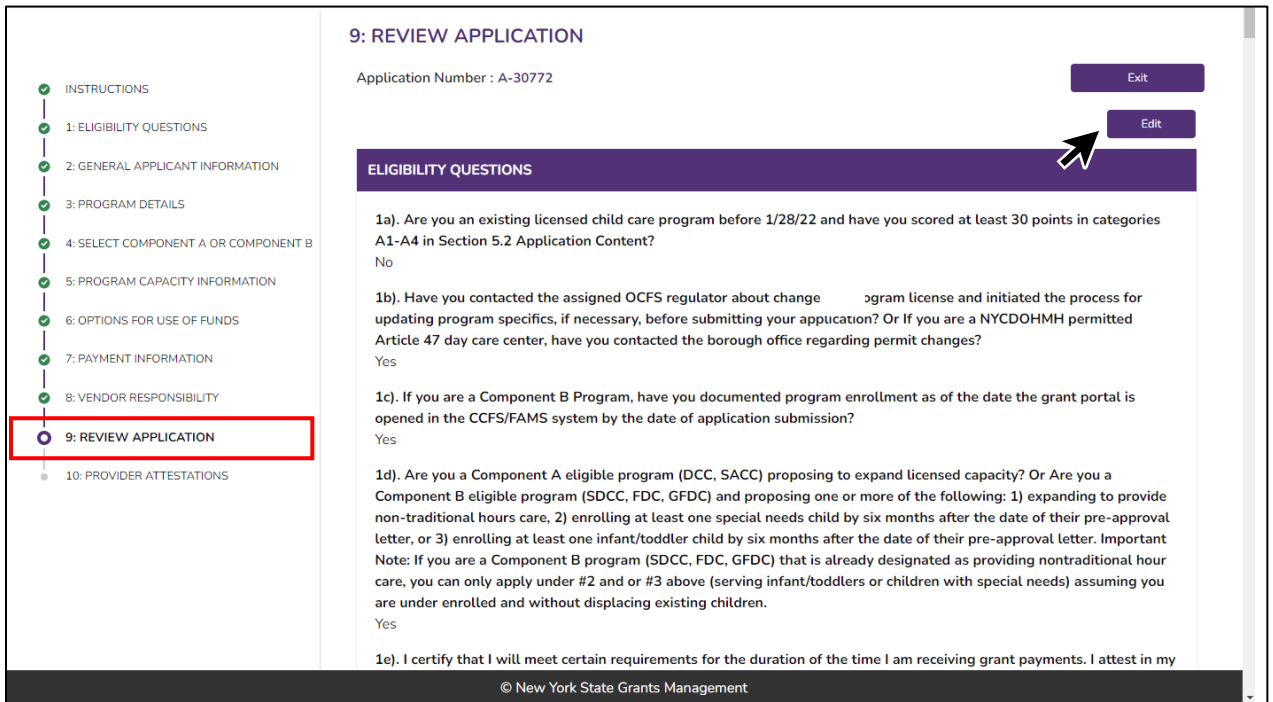 9: REVIEW APPLICATION
Application Number : A-30772
Exit
Edit
INSTRUCTIONS
1: ELIGIBILITY QUESTIONS
2: GENERAL APPLICANT INFORMATION
3: PROGRAM DETAILS
4: SELECT COMPONENT A OR COMPONENT B
5: PROGRAM CAPACITY INFORMATION
6: OPTIONS FOR USE OF FUNDS
7: PAYMENT INFORMATION
8: VENDOR RESPONSIBILITY
9: REVIEW APPLICATION
10: PROVIDER ATTESTATIONS
ELIGIBILITY QUESTIONS
1a). Are you an existing licensed child care program before 1/28/22 and have you scored at least 30 points in categories
A1-A4 in Section 5.2 Application Content?
No
1b). Have you contacted the assigned OCFS regulator about change ogram license and initiated the process for
updating program specifics, if necessary, before submitting your application? Or If you are a NYCDOHMH permitted
Article 47 day care center, have you contacted the borough office regarding permit changes?
Yes
1c). If you are a Component B Program, have you documented program enrollment as of the date the grant portal is
opened in the CCFS/FAMS system by the date of application submission?
Yes
1d). Are you a Component A eligible program (DCC, SACC) proposing to expand licensed capacity? Or Are you a
Component B eligible program (SDCC, FDC, GFDC) and proposing one or more of the following: 1) expanding to provide
non-traditional hours care, 2) enrolling at least one special needs child by six months after the date of their pre-approval
letter, or 3) enrolling at least one infant/toddler child by six months after the date of their pre-approval letter. Important
Note: If you are a Component B program (SDCC, FDC, GFDC) that is already designated as providing nontraditional hour
care, you can only apply under #2 and or #3 above (serving infant/toddlers or children with special needs) assuming you
are under enrolled and without displacing existing children.
Yes
1e). I certify that I will meet certain requirements for the duration of the time I am receiving grant payments. I attest in my
© New York State Grants Management